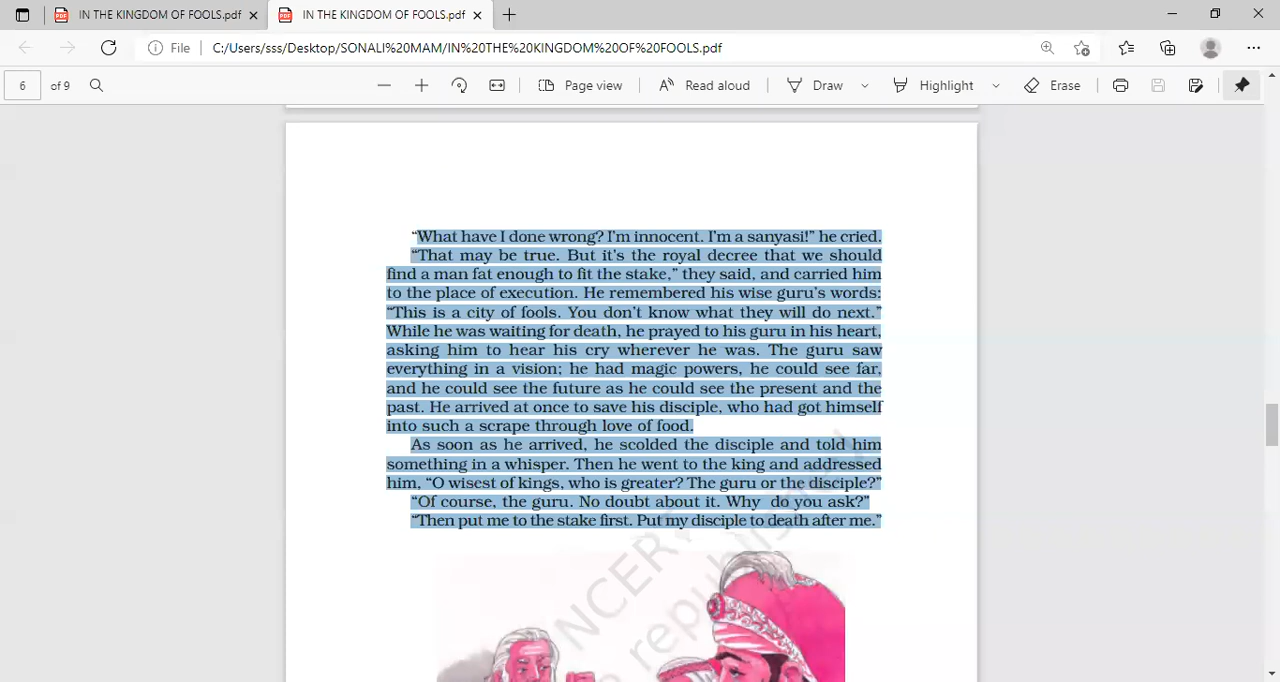 IN THE KINGDOM OF FOOLS.pdf
IN THE KINGDOM OF FOOLS.pdf
File
C:/Users/sss/Desktop/SONALI%20MAM/IN%20THE%20KINGDOM%20OF%20FOOLS.pdf
6 of 9
Page view
Read aloud
Draw
Highlight
Erase
“What have I done wrong? I'm innocent. I'm a sanyasi!” he cried.
“That may be true. But it's the royal decree that we should
find a man fat enough to fit the stake,” they said, and carried him
to the place of execution. He remembered his wise guru's words:
“This is a city of fools. You don't know what they will do next.”
While he was waiting for death, he prayed to his guru in his heart,
asking him to hear his cry wherever he was. The guru saw
everything in a vision; he had magic powers, he could see far,
and he could see the future as he could see the present and the
past. He arrived at once to save his disciple, who had got himself
into such a scrape through love of food.
As soon as he arrived, he scolded the disciple and told him
something in a whisper. Then he went to the king and addressed
him, “O wisest of kings, who is greater? The guru or the disciple?”
“Of course, the guru. No doubt about it. Why do you ask?”
“Then put me to the stake first. Put my disciple to death after me.”
NCER
republis